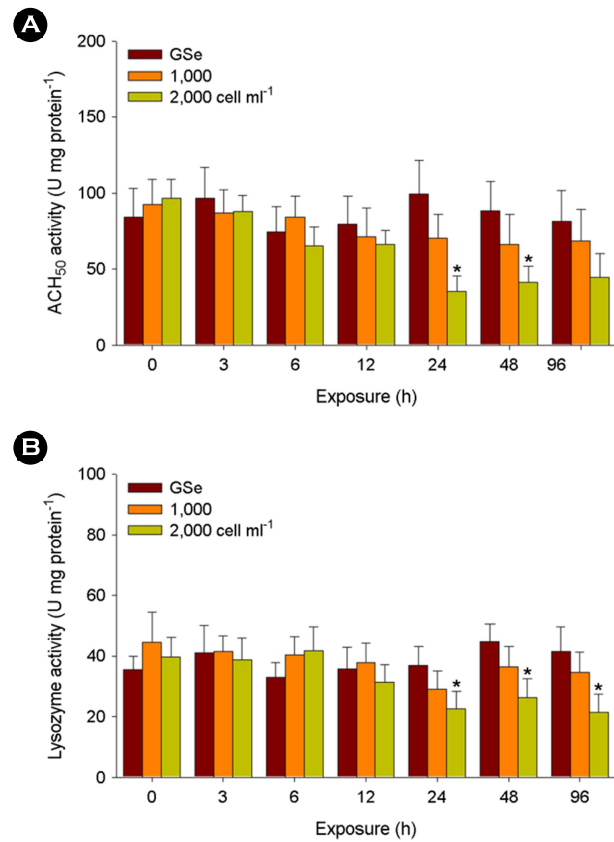 A
200
150
100
50
0
ACH₅₀ activity (U mg protein⁻¹)
GSe
1,000
2,000 cell ml⁻¹
*
*
0 3 6 12 24 48 96
Exposure (h)
B
100
80
60
40
20
0
Lysozyme activity (U mg protein⁻¹)
GSe
1,000
2,000 cell ml⁻¹
*
*
*
0 3 6 12 24 48 96
Exposure (h)